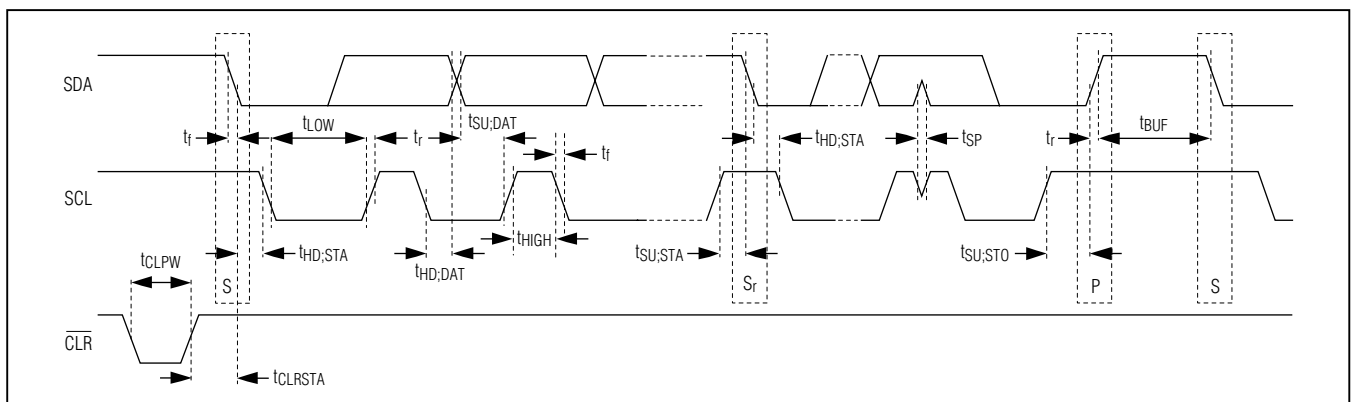 SDA
tf
tLOW
tr
tSU;DAT
tf
tHD;STA
tSP
tr
tBUF
SCL
tHD;STA
tHD;DAT
tHIGH
tSU;STA
tSU;STO
tCLPW
S
Sr
P
S
CLR
tCLRSTA